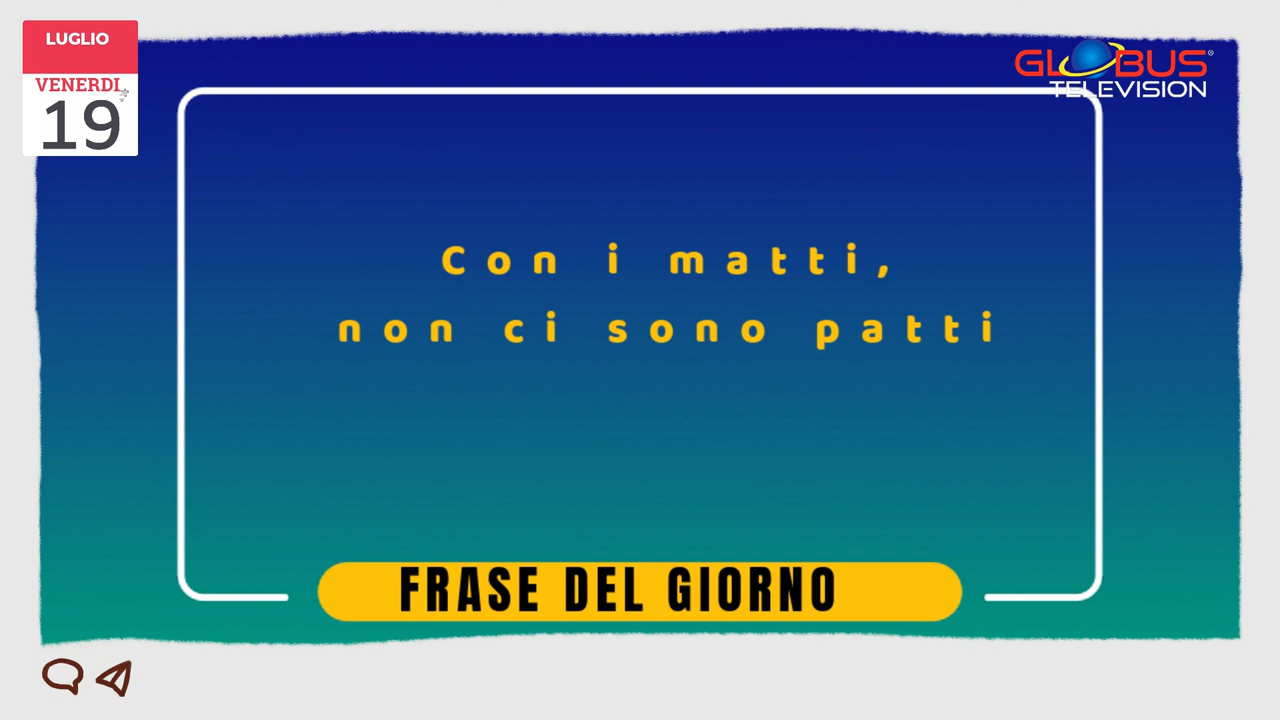 LUGLIO
VENERDI
19
GLOBUS®
TELEVISION
Con i matti,
non ci sono patti
FRASE DEL GIORNO